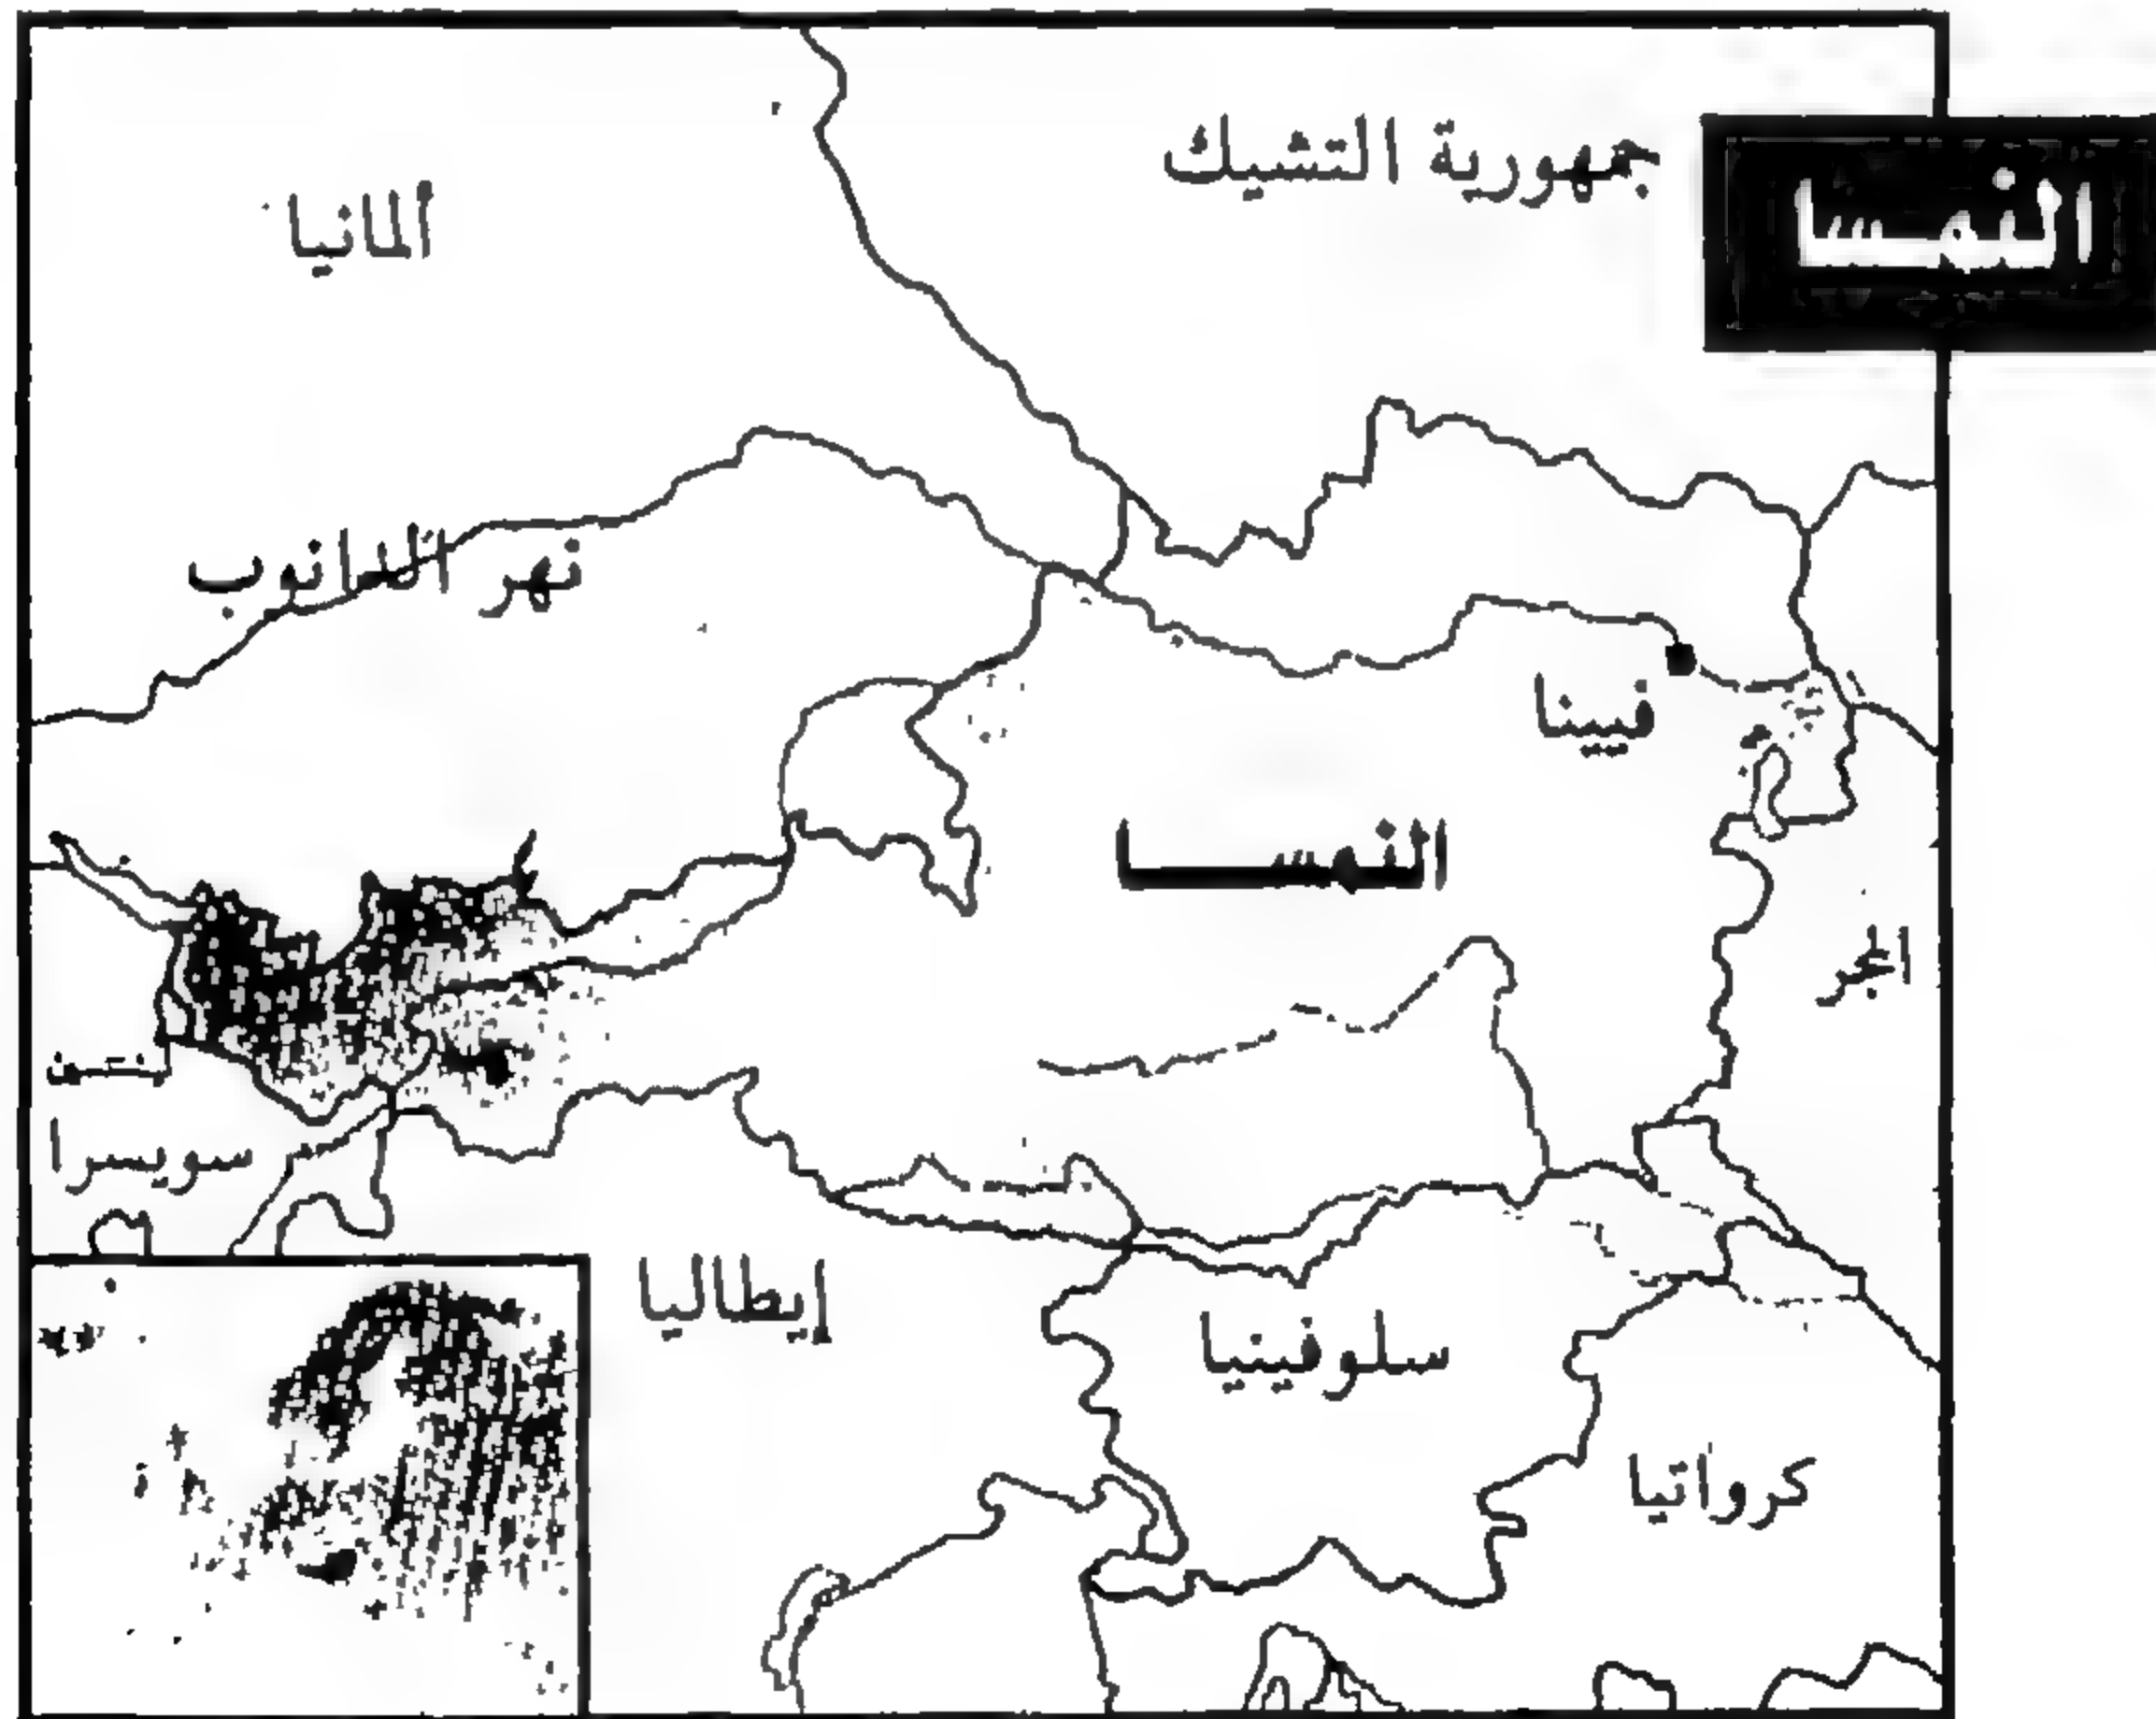 النمسا
جمهورية التشيك
ألمانيا
نهر الدانوب
فيينا
النمسا
المجر
سويسرا
إيطاليا
سلوفينيا
كرواتيا